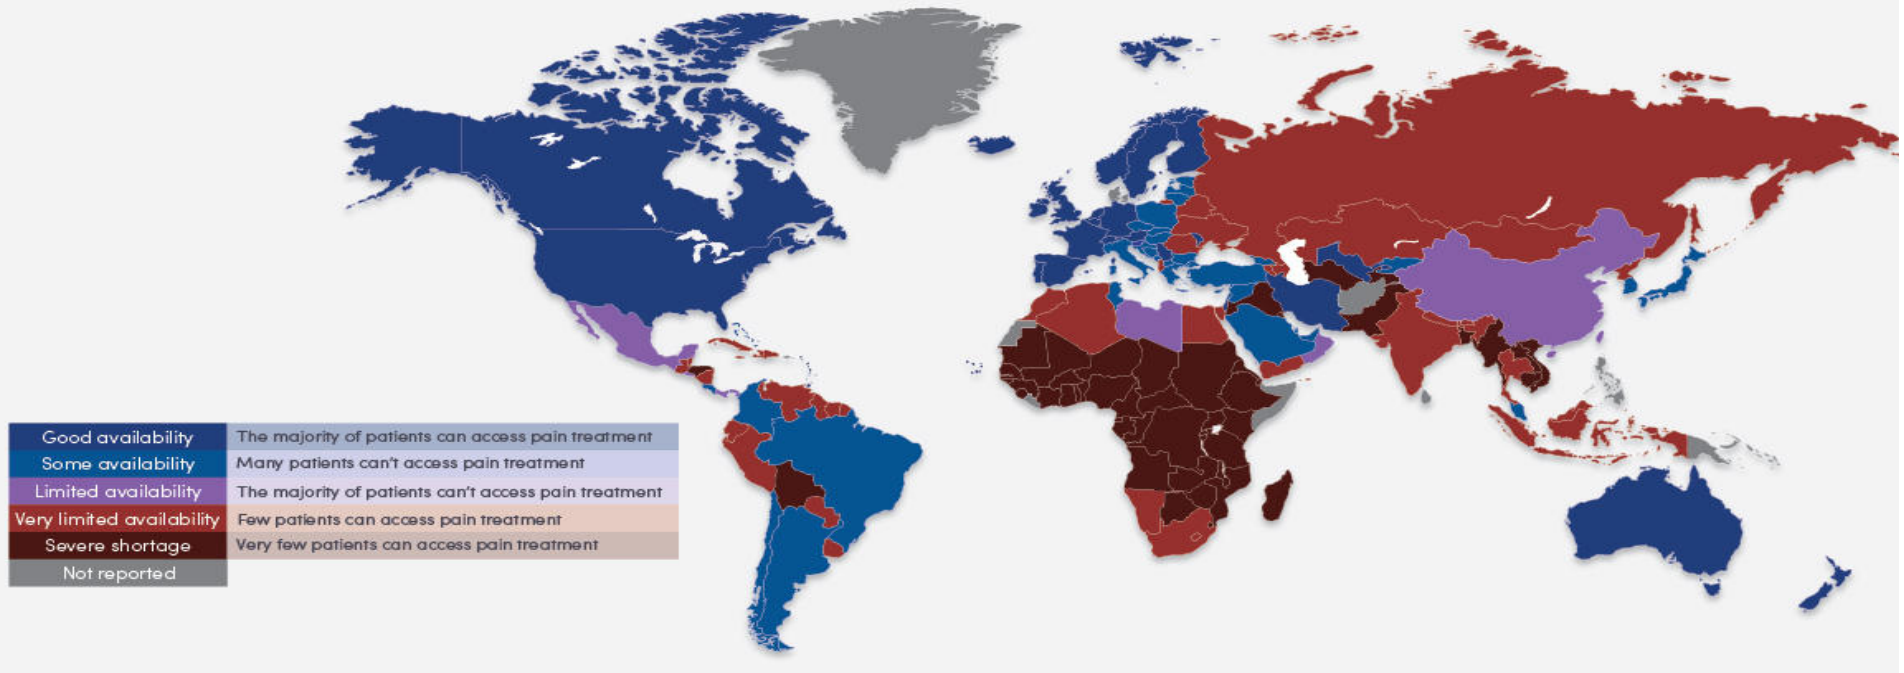 Good availability The majority of patients can access pain treatment
Some availability Many patients can't access pain treatment
Limited availability The majority of patients can't access pain treatment
Very limited availability Few patients can access pain treatment
Severe shortage Very few patients can access pain treatment
Not reported